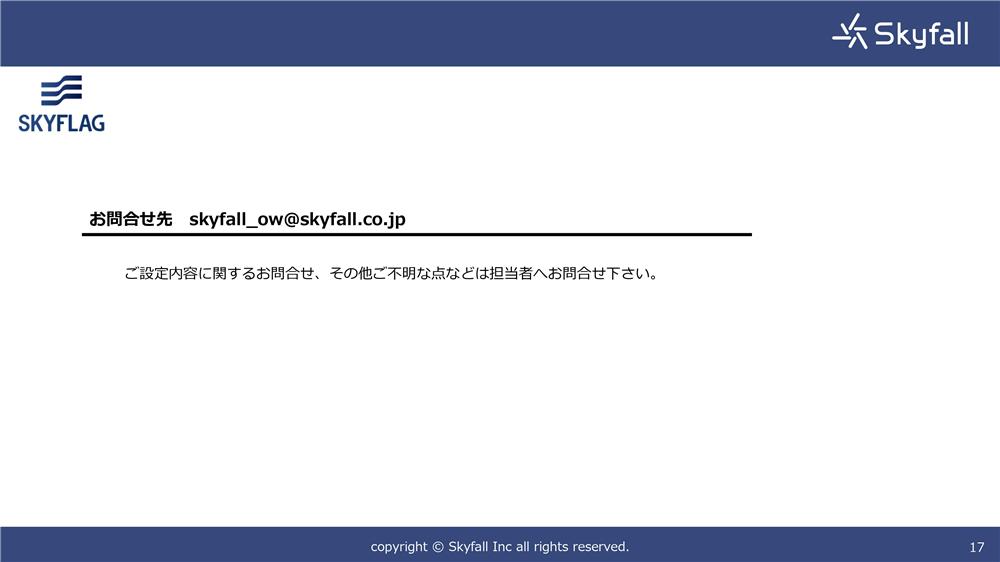 Skyfall
SKYFLAG
お問合せ先　skyfall_ow@skyfall.co.jp
ご設定内容に関するお問合せ、その他ご不明な点などは担当者へお問合せ下さい。
copyright © Skyfall Inc all rights reserved.
17